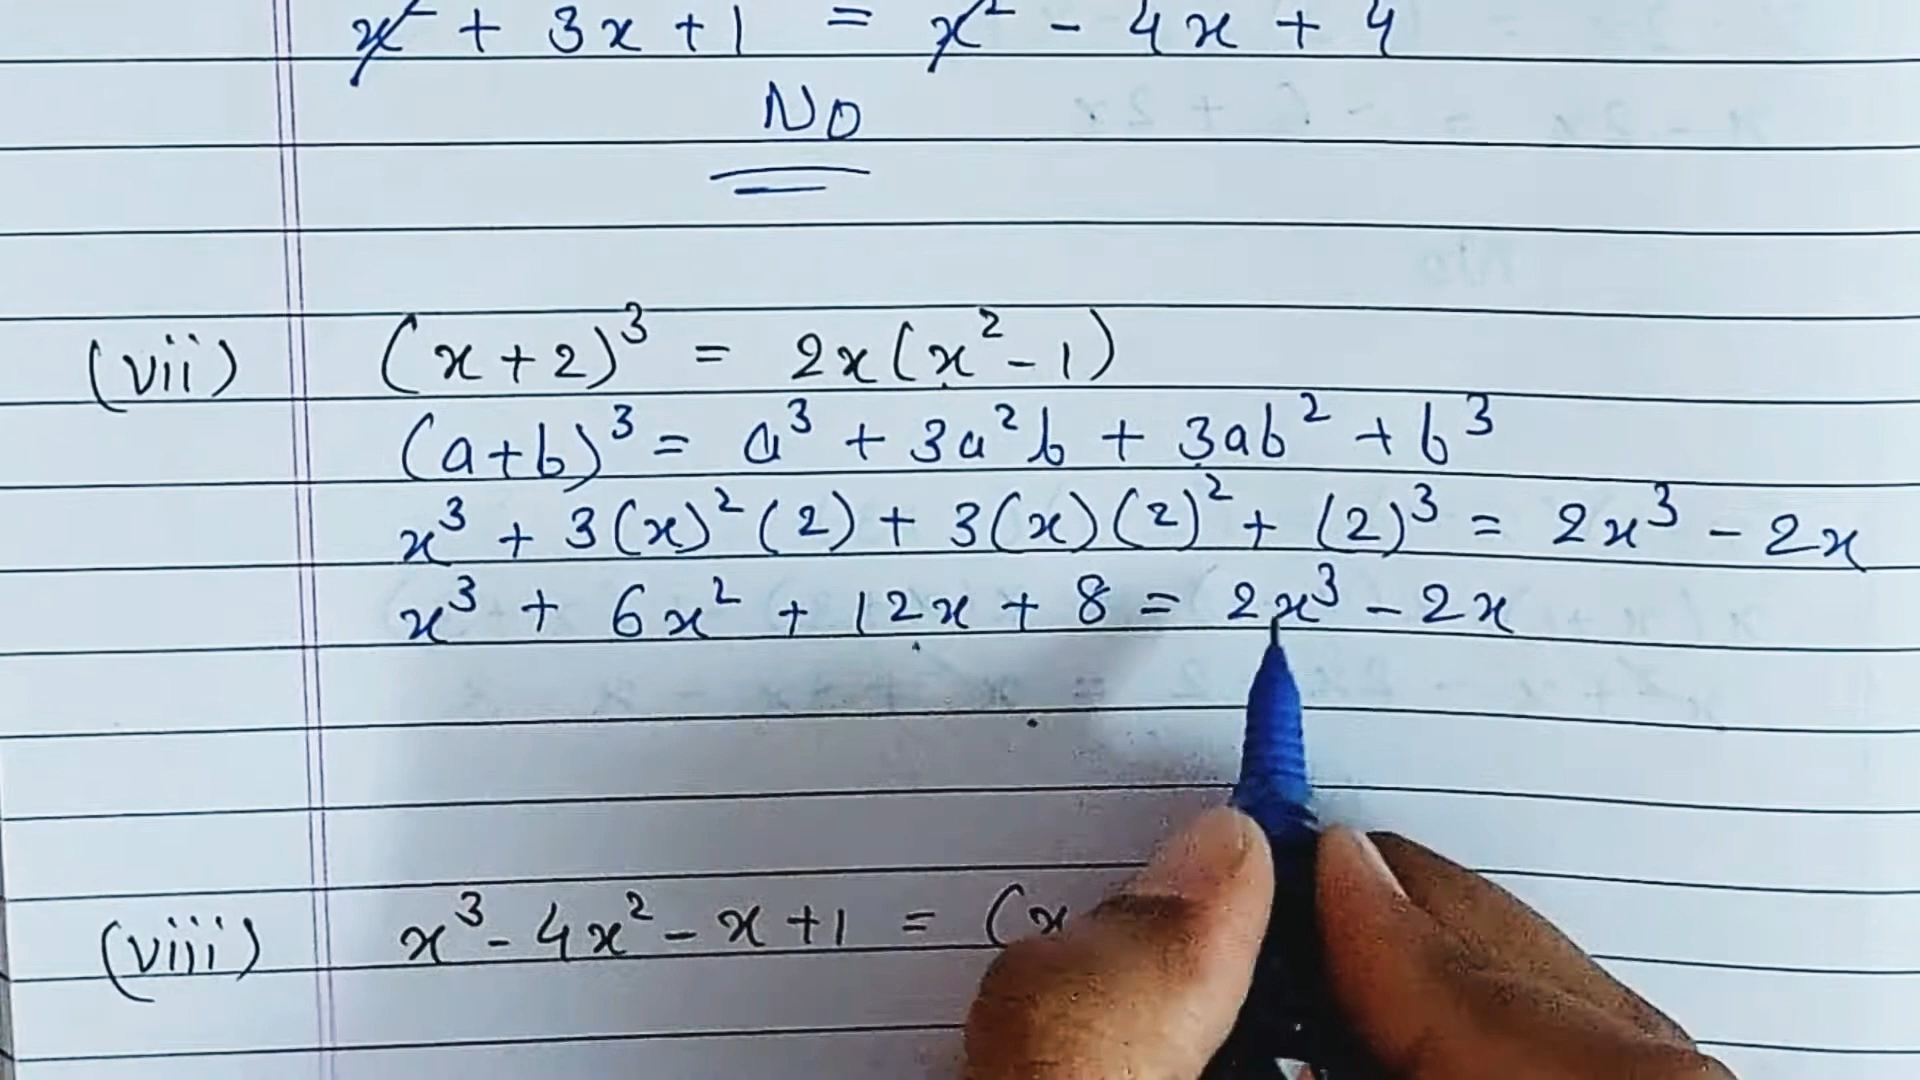 x² + 3x + 1 = x² - 4x + 4
NO
(vii) (x+2)³ = 2x(x²-1)
(a+b)³ = a³ + 3a²b + 3ab² + b³
x³ + 3(x)²(2) + 3(x)(2)² + (2)³ = 2x³ - 2x
x³ + 6x² + 12x + 8 = 2x³ - 2x
(viii) x³ - 4x² - x + 1 = (x